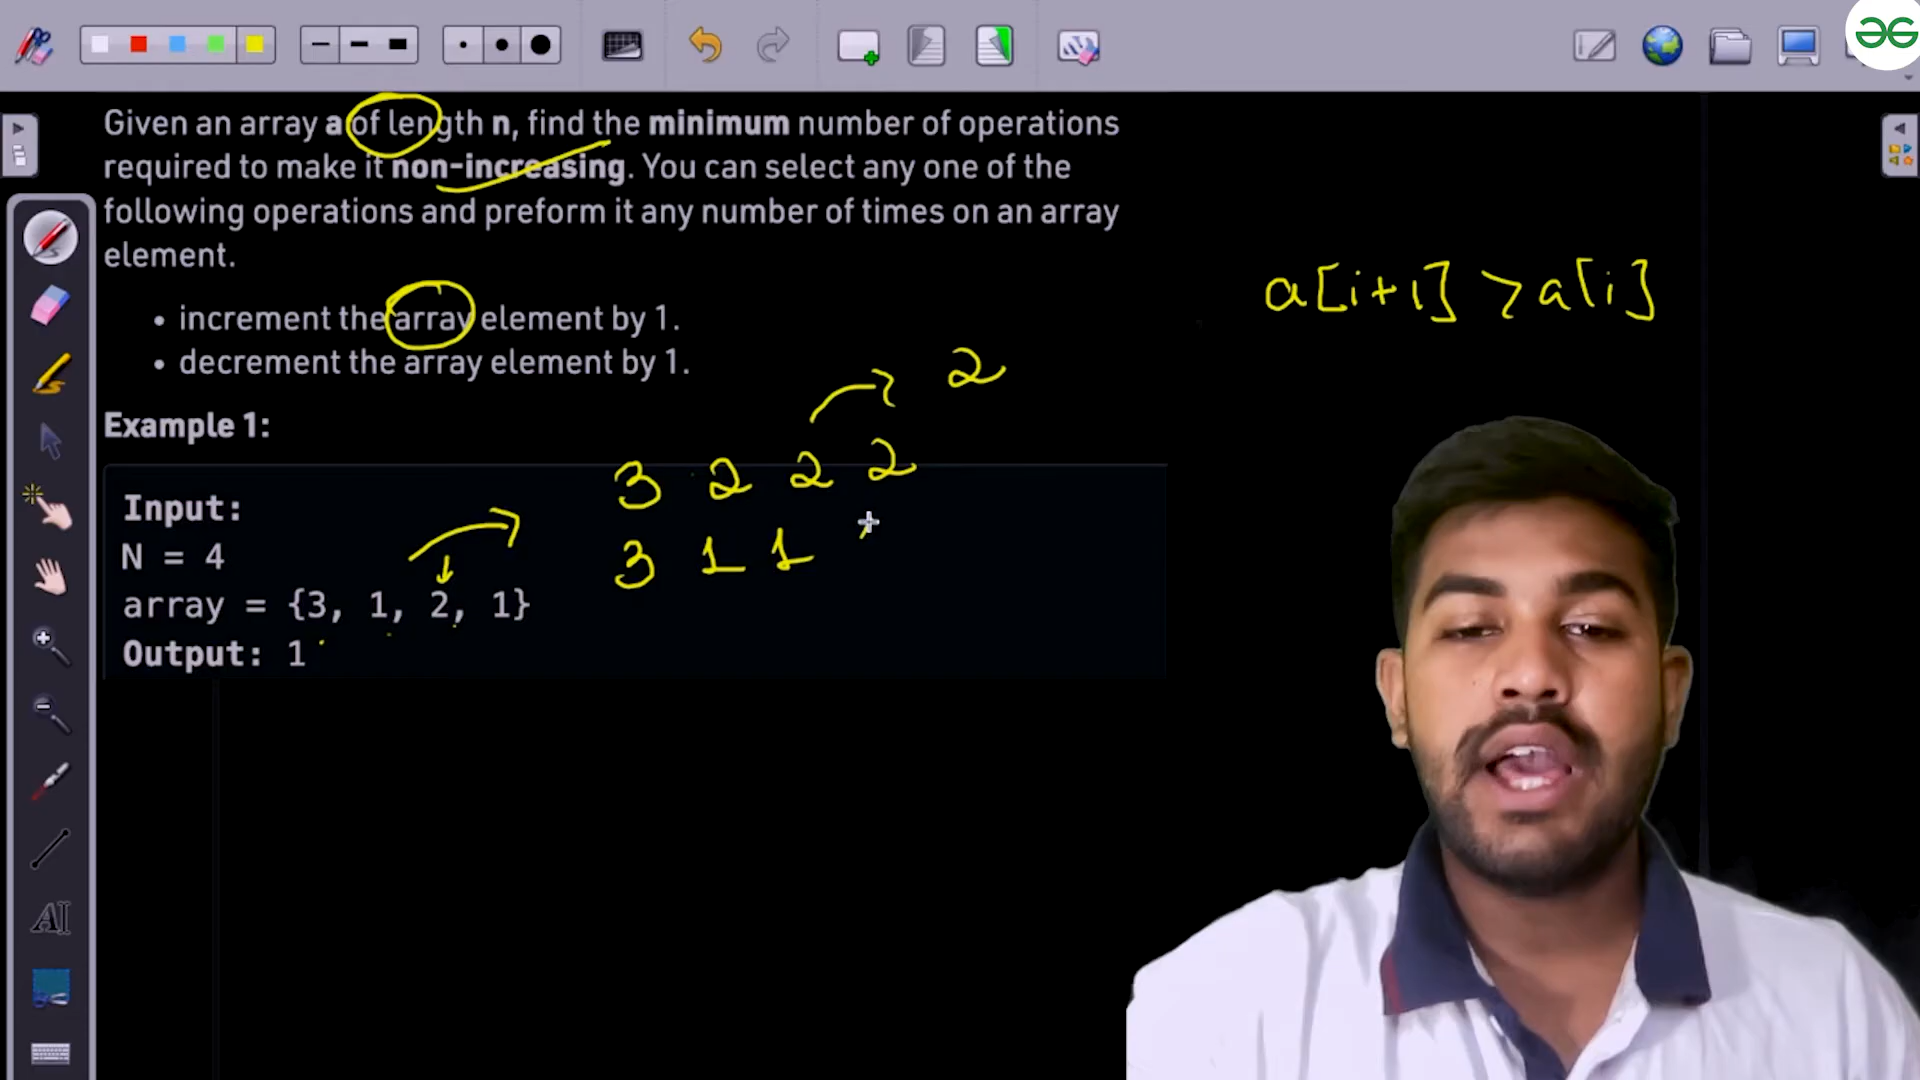 Given an array a of length n, find the minimum number of operations
required to make it non-increasing. You can select any one of the
following operations and preform it any number of times on an array
element.
a[i+1] > a[i]
• increment the array element by 1.
• decrement the array element by 1.
2
Example 1:
3 2 2 2
Input:
3 1 1
N = 4
array = {3, 1, 2, 1}
Output: 1
AI